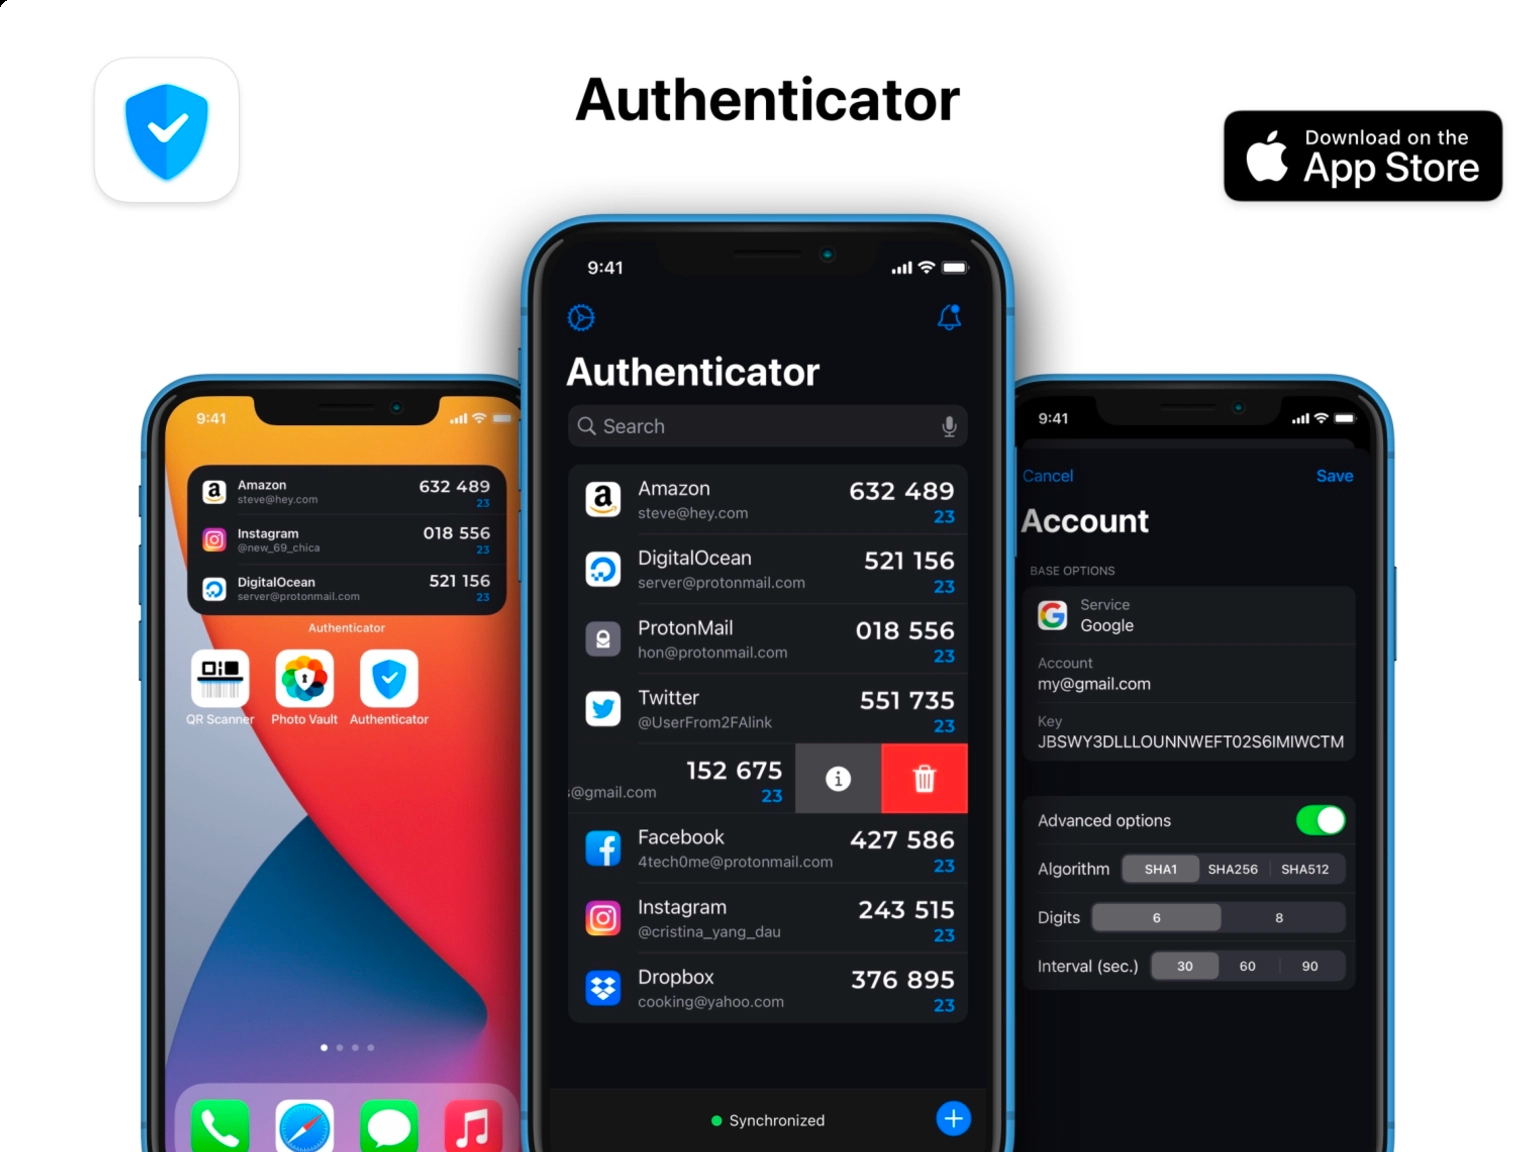 Authenticator
Download on the
App Store
9:41
Authenticator
Search
Amazon
steve@hey.com
632 489
23
DigitalOcean
server@protonmail.com
521 156
23
ProtonMail
hon@protonmail.com
018 556
23
Twitter
@UserFrom2FAlink
551 735
23
s@gmail.com
152 675
23
Facebook
4tech0me@protonmail.com
427 586
23
Instagram
@cristina_yang_dau
243 515
23
Dropbox
cooking@yahoo.com
376 895
23
Synchronized
9:41
Amazon
steve@hey.com
632 489
23
Instagram
@new_69_chica
018 556
23
DigitalOcean
server@protonmail.com
521 156
23
Authenticator
QR Scanner
Photo Vault
Authenticator
9:41
Cancel
Save
Account
BASE OPTIONS
Service
Google
Account
my@gmail.com
Key
JBSWY3DLLLOUNNWEFT02S6IMIWCTM
Advanced options
Algorithm SHA1 SHA256 SHA512
Digits 6 8
Interval (sec.) 30 60 90